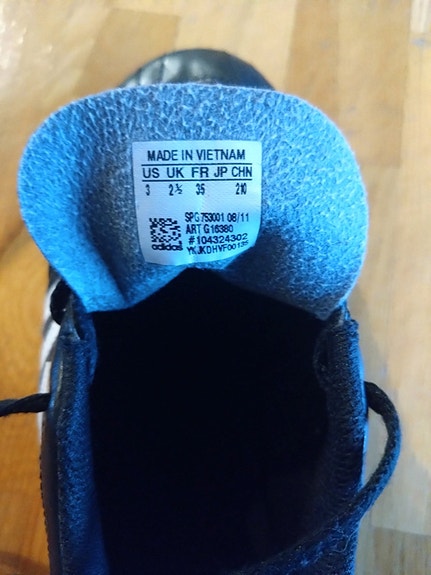 MADE IN VIETNAM
US UK FR JP CHN
3 2½ 35 210
SPG 753001 08/11
ART G16380
#104324302
adidas